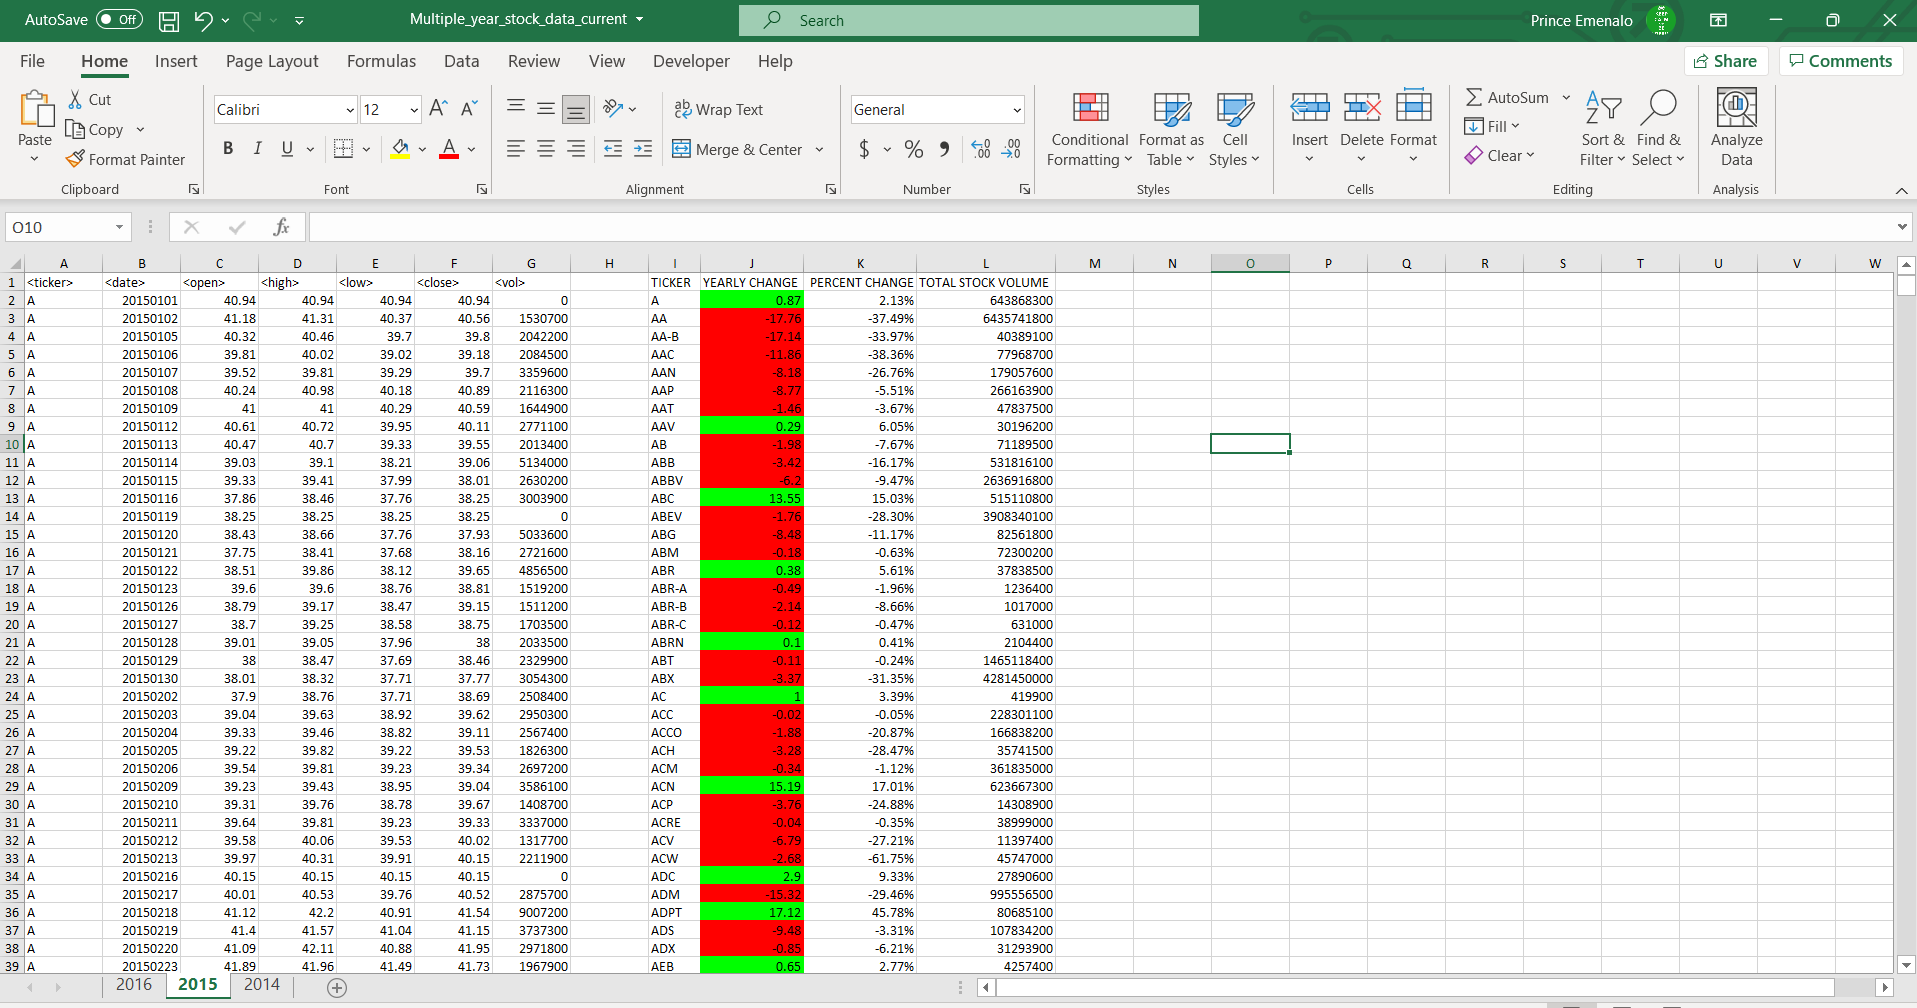 AutoSave Off Multiple_year_stock_data_current Search Prince Emenalo
File Home Insert Page Layout Formulas Data Review View Developer Help Share Comments
Paste Cut Copy Format Painter Clipboard
Calibri 12 B I U A Font
ab Wrap Text Merge & Center Alignment
General $ % Number
Conditional Formatting Format as Table Cell Styles Styles
Insert Delete Format Cells
AutoSum Fill Clear Sort & Filter Find & Select Editing
Analyze Data Analysis
O10 fx
A B C D E F G H I J K L M N O P Q R S T U V W
1 <ticker> <date> <open> <high> <low> <close> <vol> TICKER YEARLY CHANGE PERCENT CHANGE TOTAL STOCK VOLUME
2 A 20150101 40.94 40.94 40.94 40.94 0 A 0.87 2.13% 643868300
3 A 20150102 41.18 41.31 40.37 40.56 1530700 AA -17.76 -37.49% 6435741800
4 A 20150105 40.32 40.46 39.7 39.8 2042200 AA-B -17.14 -33.97% 40389100
5 A 20150106 39.81 40.02 39.02 39.18 2084500 AAC -11.86 -38.36% 77968700
6 A 20150107 39.52 39.81 39.29 39.7 3359600 AAN -8.18 -26.76% 179057600
7 A 20150108 40.24 40.98 40.18 40.89 2116300 AAP -8.77 -5.51% 266163900
8 A 20150109 41 41 40.29 40.59 1644900 AAT -1.46 -3.67% 47837500
9 A 20150112 40.61 40.72 39.95 40.11 2771100 AAV 0.29 6.05% 30196200
10 A 20150113 40.47 40.7 39.33 39.55 2013400 AB -1.98 -7.67% 71189500
11 A 20150114 39.03 39.1 38.21 39.06 5134000 ABB -3.42 -16.17% 531816100
12 A 20150115 39.33 39.41 37.99 38.01 2630200 ABBV -6.2 -9.47% 2636916800
13 A 20150116 37.86 38.46 37.76 38.25 3003900 ABC 13.55 15.03% 515110800
14 A 20150119 38.25 38.25 38.25 38.25 0 ABEV -1.76 -28.30% 3908340100
15 A 20150120 38.43 38.66 37.76 37.93 5033600 ABG -8.48 -11.17% 82561800
16 A 20150121 37.75 38.41 37.68 38.16 2721600 ABM -0.18 -0.63% 72300200
17 A 20150122 38.51 39.86 38.12 39.65 4856500 ABR 0.38 5.61% 37838500
18 A 20150123 39.6 39.6 38.76 38.81 1519200 ABR-A -0.49 -1.96% 1236400
19 A 20150126 38.79 39.17 38.47 39.15 1511200 ABR-B -2.14 -8.66% 1017000
20 A 20150127 38.7 39.25 38.58 38.75 1703500 ABR-C -0.12 -0.47% 631000
21 A 20150128 39.01 39.05 37.96 38 2033500 ABRN 0.1 0.41% 2104400
22 A 20150129 38 38.47 37.69 38.46 2329900 ABT -0.11 -0.24% 1465118400
23 A 20150130 38.01 38.32 37.71 37.77 3054300 ABX -3.37 -31.35% 4281450000
24 A 20150202 37.9 38.76 37.71 38.69 2508400 AC 1 3.39% 419900
25 A 20150203 39.04 39.63 38.92 39.62 2950300 ACC -0.02 -0.05% 228301100
26 A 20150204 39.33 39.46 38.82 39.11 2567400 ACCO -1.88 -20.87% 166838200
27 A 20150205 39.22 39.82 39.22 39.53 1826300 ACH -3.28 -28.47% 35741500
28 A 20150206 39.54 39.81 39.23 39.34 2697200 ACM -0.34 -1.12% 361835000
29 A 20150209 39.23 39.43 38.95 39.04 3586100 ACN 15.19 17.01% 623667300
30 A 20150210 39.31 39.76 38.78 39.67 1408700 ACP -3.76 -24.88% 14308900
31 A 20150211 39.64 39.81 39.23 39.33 3337000 ACRE -0.04 -0.35% 38999000
32 A 20150212 39.58 40.06 39.53 40.02 1317700 ACV -6.79 -27.21% 11397400
33 A 20150213 39.97 40.31 39.91 40.15 2211900 ACW -2.68 -61.75% 45747000
34 A 20150216 40.15 40.15 40.15 40.15 0 ADC 2.9 9.33% 27890600
35 A 20150217 40.01 40.53 39.76 40.52 2875700 ADM -15.32 -29.46% 995556500
36 A 20150218 41.12 42.2 40.91 41.54 9007200 ADPT 17.12 45.78% 80685100
37 A 20150219 41.4 41.57 41.04 41.15 3737300 ADS -9.48 -3.31% 107834200
38 A 20150220 41.09 42.11 40.88 41.95 2971800 ADX -0.85 -6.21% 31293900
39 A 20150223 41.89 41.96 41.49 41.73 1967900 AEB 0.65 2.77% 4257400
2016 2015 2014